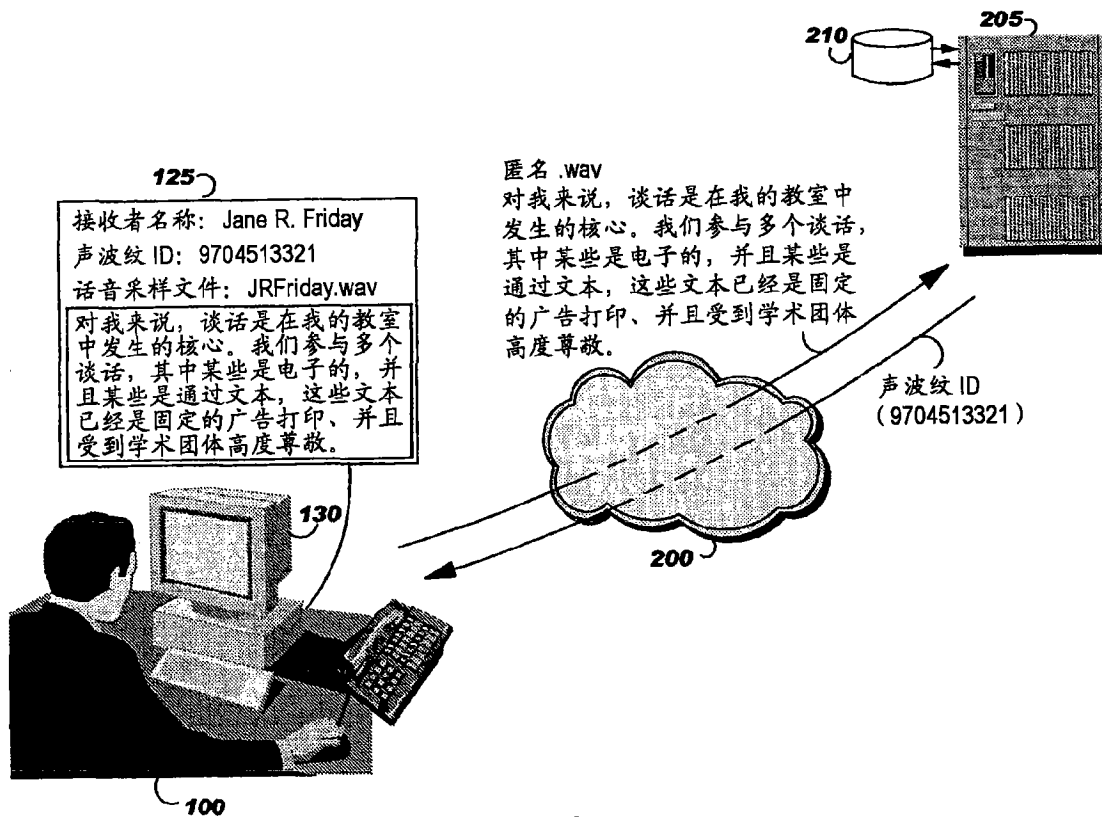 210
205
125
接收者名称: Jane R. Friday
声波纹 ID: 9704513321
话音采样文件: JRFriday.wav
对我来说，谈话是在我的教室
中发生的核心。我们参与多个
谈话，其中某些是电子的，并
且某些是通过文本，这些文本
已经是固定的广告打印、并且
受到学术团体高度尊敬。
匿名 .wav
对我来说，谈话是在我的教室中
发生的核心。我们参与多个谈话，
其中某些是电子的，并且某些是
通过文本，这些文本已经是固定
的广告打印、并且受到学术团体
高度尊敬。
声波纹 ID
(9704513321)
130
200
100